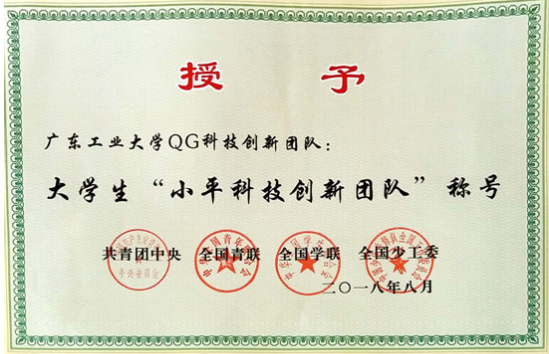 授 予
广东工业大学QG科技创新团队：
大学生“小平科技创新团队”称号
共青团中央 全国青联 全国学联 全国少工委
二〇一八年八月